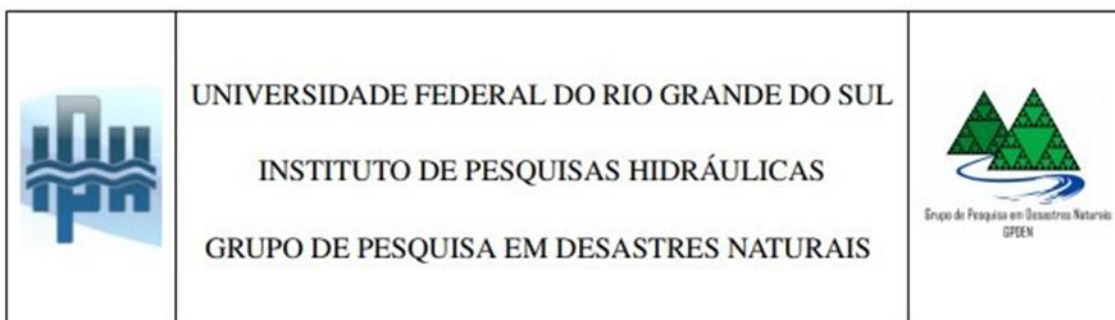 UNIVERSIDADE FEDERAL DO RIO GRANDE DO SUL
INSTITUTO DE PESQUISAS HIDRÁULICAS
GRUPO DE PESQUISA EM DESASTRES NATURAIS
IPH
Grupo de Pesquisa em Desastres Naturais
GPDEN